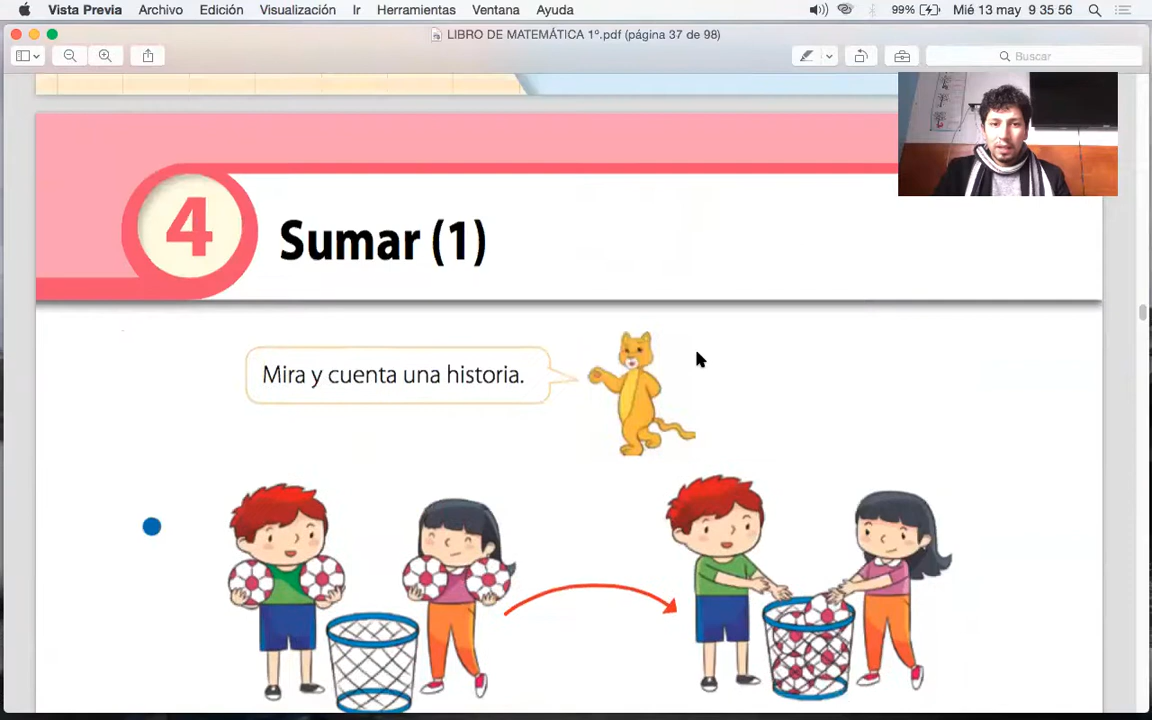 Vista Previa Archivo Edición Visualización Ir Herramientas Ventana Ayuda 99% Mié 13 may 9 35 56
LIBRO DE MATEMÁTICA 1º.pdf (página 37 de 98)
Buscar
4
Sumar (1)
Mira y cuenta una historia.